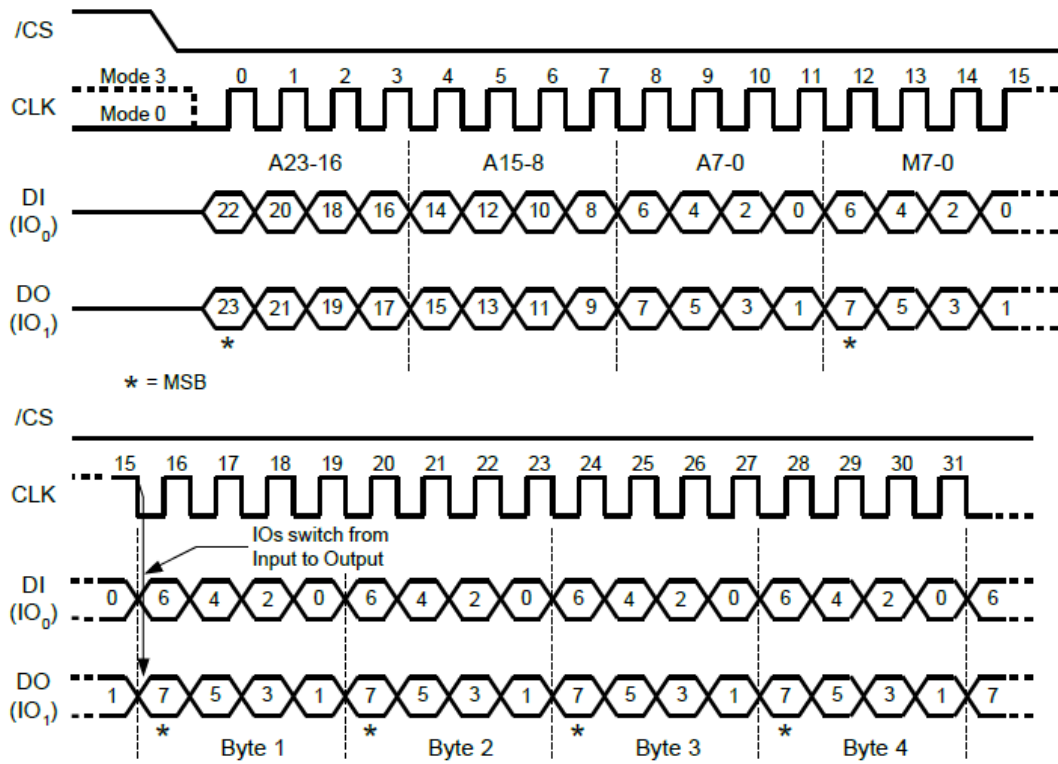 /CS
Mode 3 0 1 2 3 4 5 6 7 8 9 10 11 12 13 14 15
CLK
Mode 0
A23-16 A15-8 A7-0 M7-0
DI
(IO0)
22 20 18 16 14 12 10 8 6 4 2 0 6 4 2 0
DO
(IO1)
23 21 19 17 15 13 11 9 7 5 3 1 7 5 3 1
* *
* = MSB
/CS
15 16 17 18 19 20 21 22 23 24 25 26 27 28 29 30 31
CLK
IOs switch from
Input to Output
DI
(IO0)
0 6 4 2 0 6 4 2 0 6 4 2 0 6 4 2 0 6
DO
(IO1)
1 7 5 3 1 7 5 3 1 7 5 3 1 7 5 3 1 7
* * * *
Byte 1 Byte 2 Byte 3 Byte 4